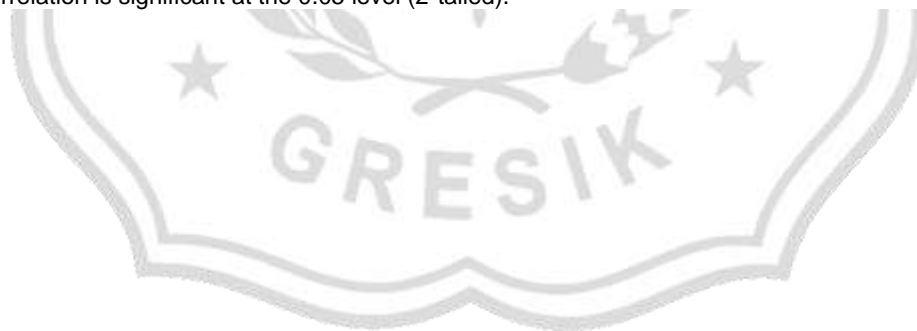 rrelation is significant at the 0.05 level (2-tailed).
GRESIK